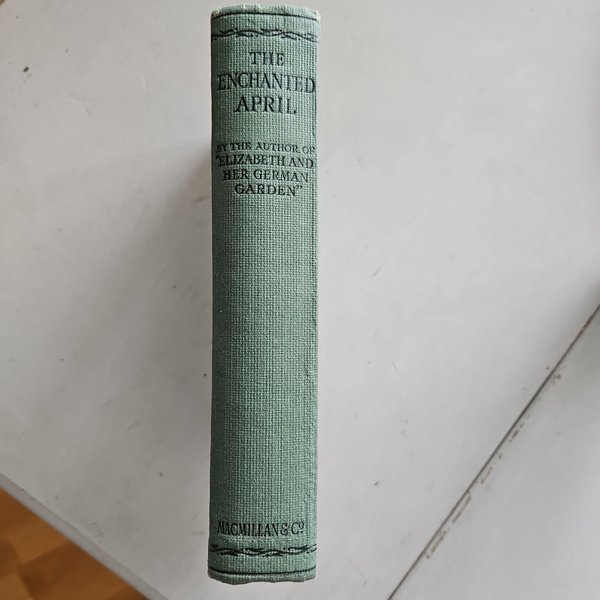 THE
ENCHANTED
APRIL
BY THE AUTHOR OF
"ELIZABETH AND
HER GERMAN
GARDEN"
MACMILLAN & Co.